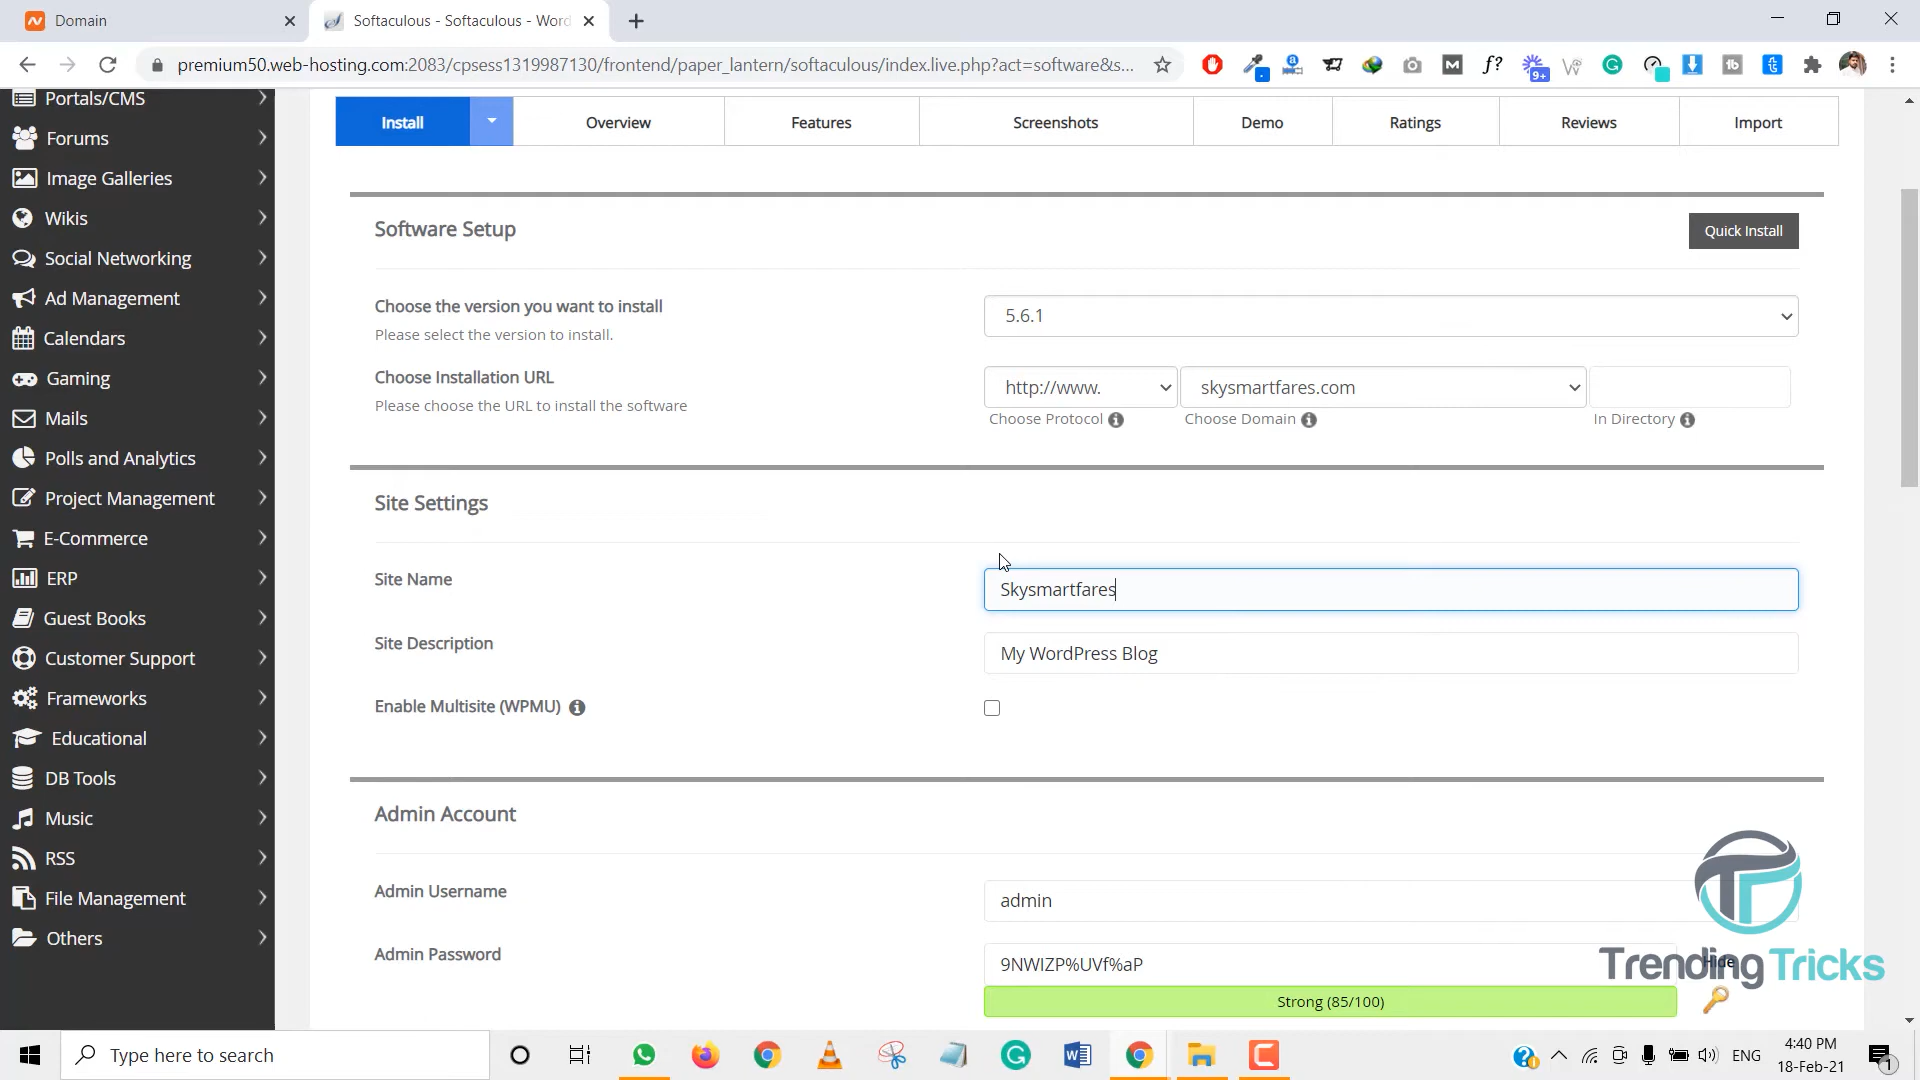 Domain
Softaculous - Softaculous - Word
premium50.web-hosting.com:2083/cpsess1319987130/frontend/paper_lantern/softaculous/index.live.php?act=software&s...
Portals/CMS
Forums
Image Galleries
Wikis
Social Networking
Ad Management
Calendars
Gaming
Mails
Polls and Analytics
Project Management
E-Commerce
ERP
Guest Books
Customer Support
Frameworks
Educational
DB Tools
Music
RSS
File Management
Others
Install Overview Features Screenshots Demo Ratings Reviews Import
Software Setup
Quick Install
Choose the version you want to install
Please select the version to install.
5.6.1
Choose Installation URL
Please choose the URL to install the software
http://www. skysmartfares.com
Choose Protocol Choose Domain In Directory
Site Settings
Site Name
Skysmartfares
Site Description
My WordPress Blog
Enable Multisite (WPMU)
Admin Account
Admin Username
admin
Admin Password
9NWIZP%UVf%aP
Hide
Strong (85/100)
Trending Tricks
Type here to search
ENG
4:40 PM
18-Feb-21
1